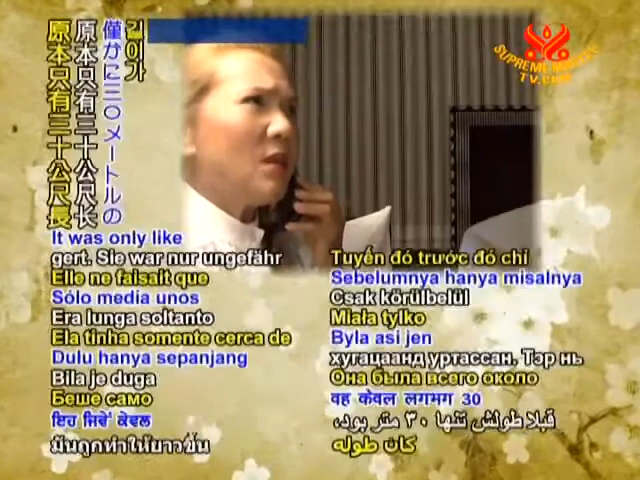 길이가
僅かに三〇メートルの
原本只有三十公尺长
原本只有三十公尺長
SUPREME MASTER
TV.com
It was only like
gert. Sie war nur ungefähr
Elle ne faisait que
Sólo media unos
Era lunga soltanto
Ela tinha somente cerca de
Dulu hanya sepanjang
Bila je duga
Беше само
ਇਹ ਸਿਰਫ਼ ਕੇਵਲ
มันถูกทำให้ยาวขึ้น
Tuyến đó trước đó chỉ
Sebelumnya hanya misalnya
Csak körülbelül
Miała tylko
Byla asi jen
хугацаанд уртассан. Тэр нь
Она была всего около
वह केवल लगभग 30
قبلا طولش تنها ۳۰ متر بود،
كان طوله